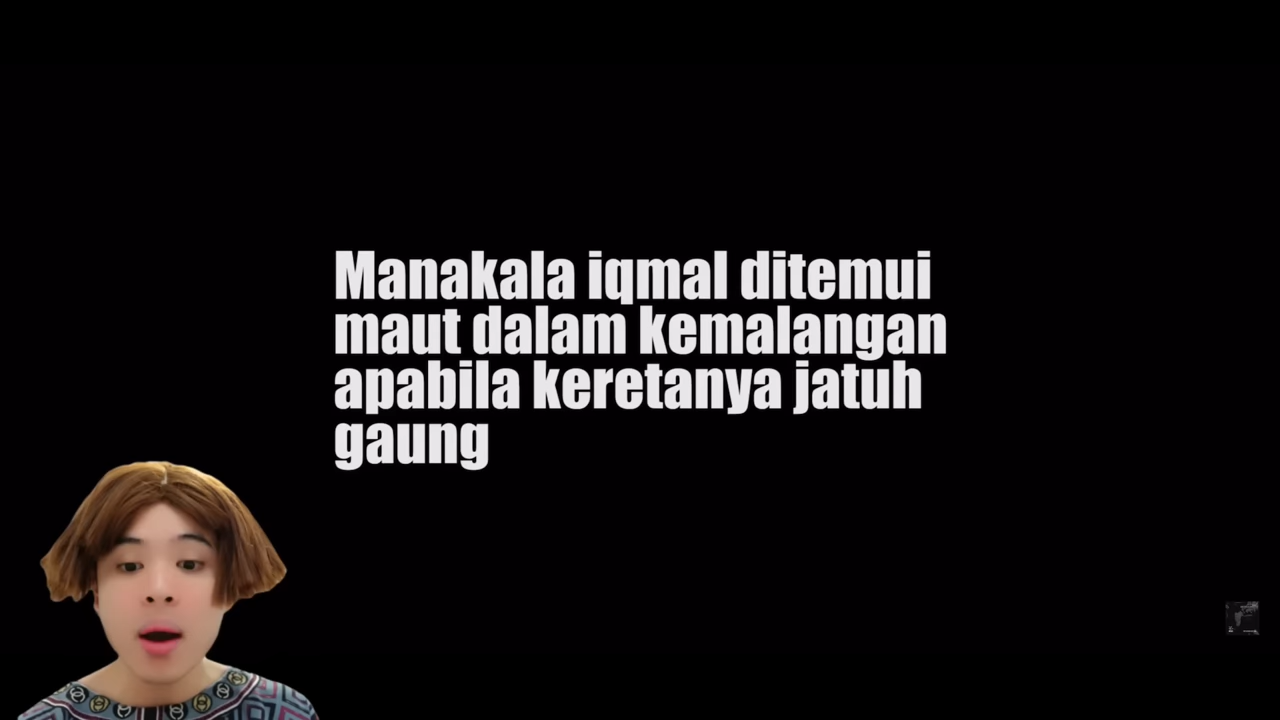 Manakala iqmal ditemui
maut dalam kemalangan
apabila keretanya jatuh
gaung